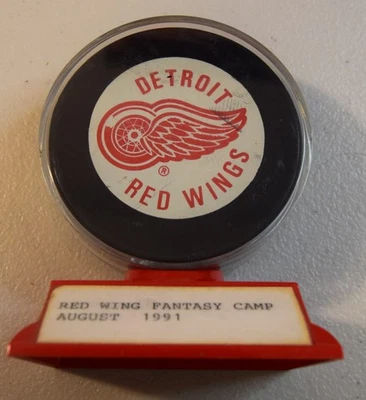 DETROIT
®
RED WINGS
RED WING FANTASY CAMP
AUGUST 1991